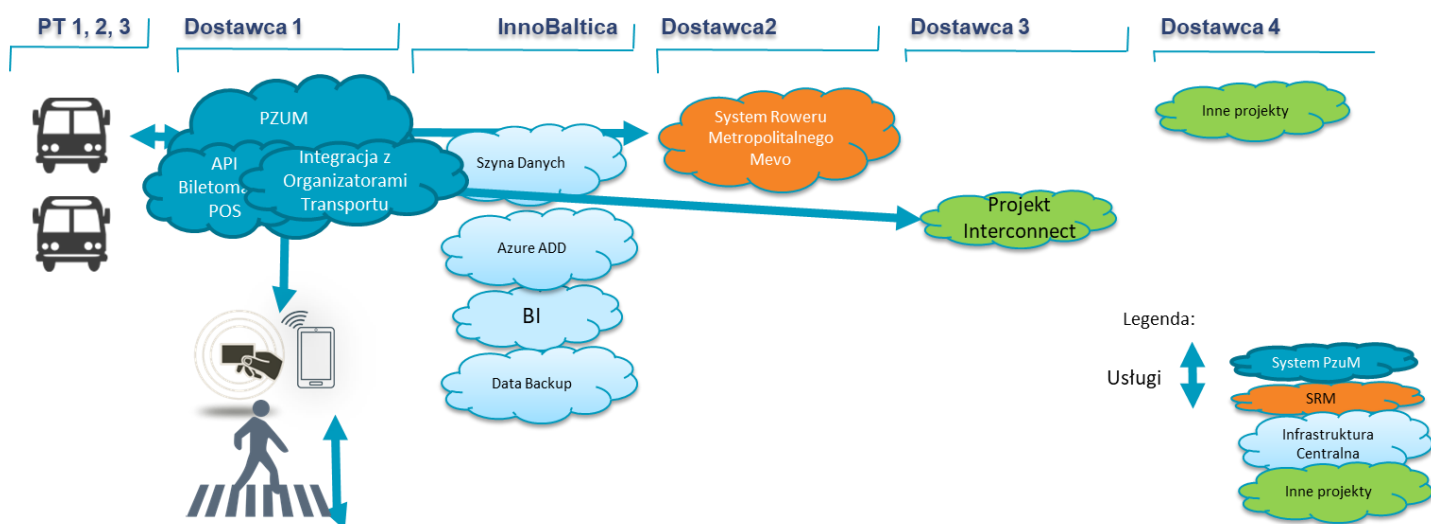 PT 1, 2, 3
Dostawca 1
InnoBaltica
Dostawca2
Dostawca 3
Dostawca 4
PZUM
API
POS
Integracja z
Organizatorami
Transportu
Szyna Danych
Azure ADD
BI
Data Backup
System Roweru
Metropolitalnego
Mevo
Projekt
Interconnect
Inne projekty
Legenda:
Usługi
System PzuM
SRM
Infrastruktura
Centralna
Inne projekty